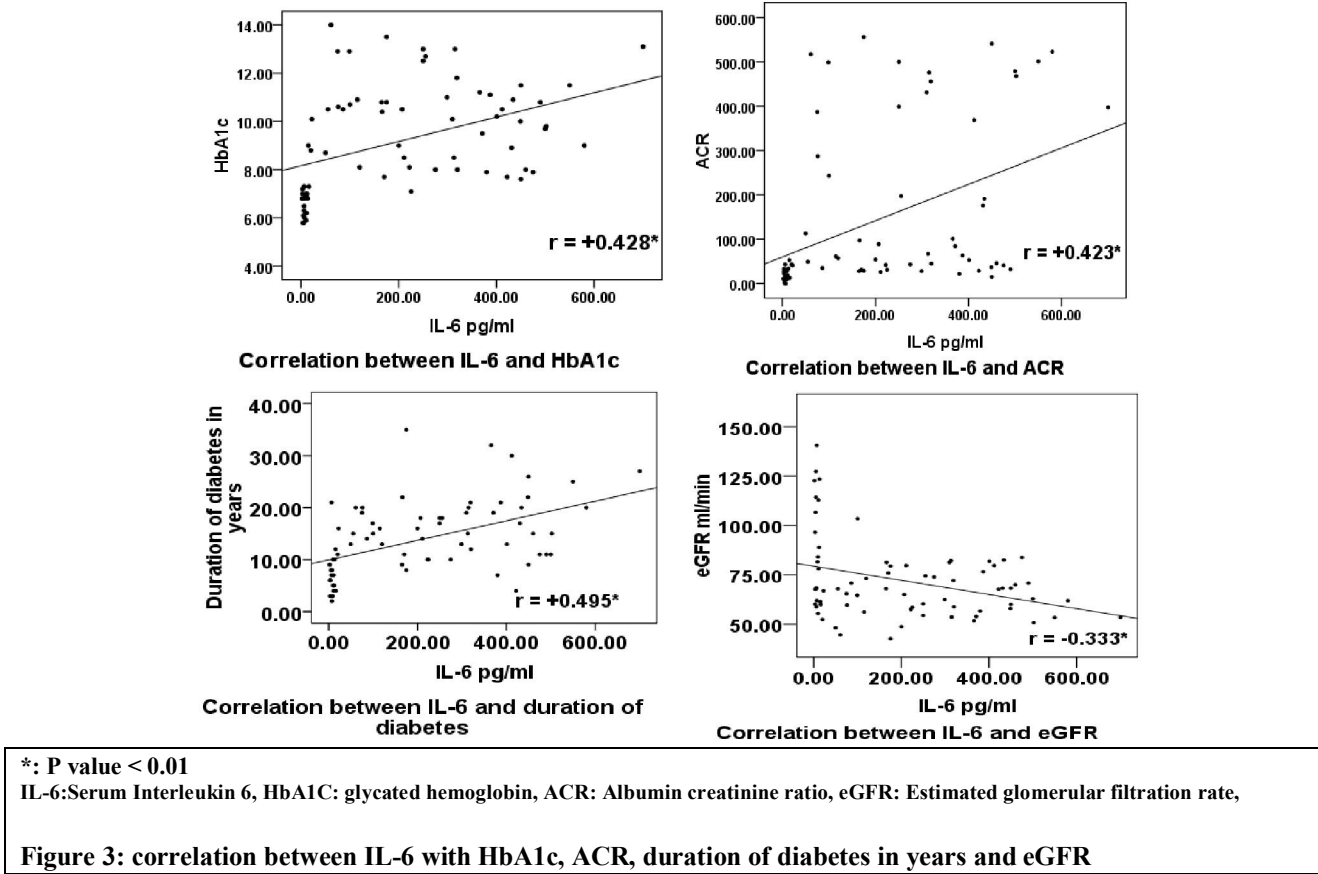 14.00
12.00
10.00
8.00
6.00
4.00
HbA1c
r = +0.428*
0.00 200.00 400.00 600.00
IL-6 pg/ml
Correlation between IL-6 and HbA1c
600.00
500.00
400.00
300.00
200.00
100.00
0.00
ACR
r = +0.423*
0.00 200.00 400.00 600.00
IL-6 pg/ml
Correlation between IL-6 and ACR
40.00
30.00
20.00
10.00
0.00
Duration of diabetes in
years
r = +0.495*
0.00 200.00 400.00 600.00
IL-6 pg/ml
Correlation between IL-6 and duration of
diabetes
150.00
125.00
100.00
75.00
50.00
eGFR ml/min
r = -0.333*
0.00 200.00 400.00 600.00
IL-6 pg/ml
Correlation between IL-6 and eGFR
*: P value < 0.01
IL-6:Serum Interleukin 6, HbA1C: glycated hemoglobin, ACR: Albumin creatinine ratio, eGFR: Estimated glomerular filtration rate,
Figure 3: correlation between IL-6 with HbA1c, ACR, duration of diabetes in years and eGFR